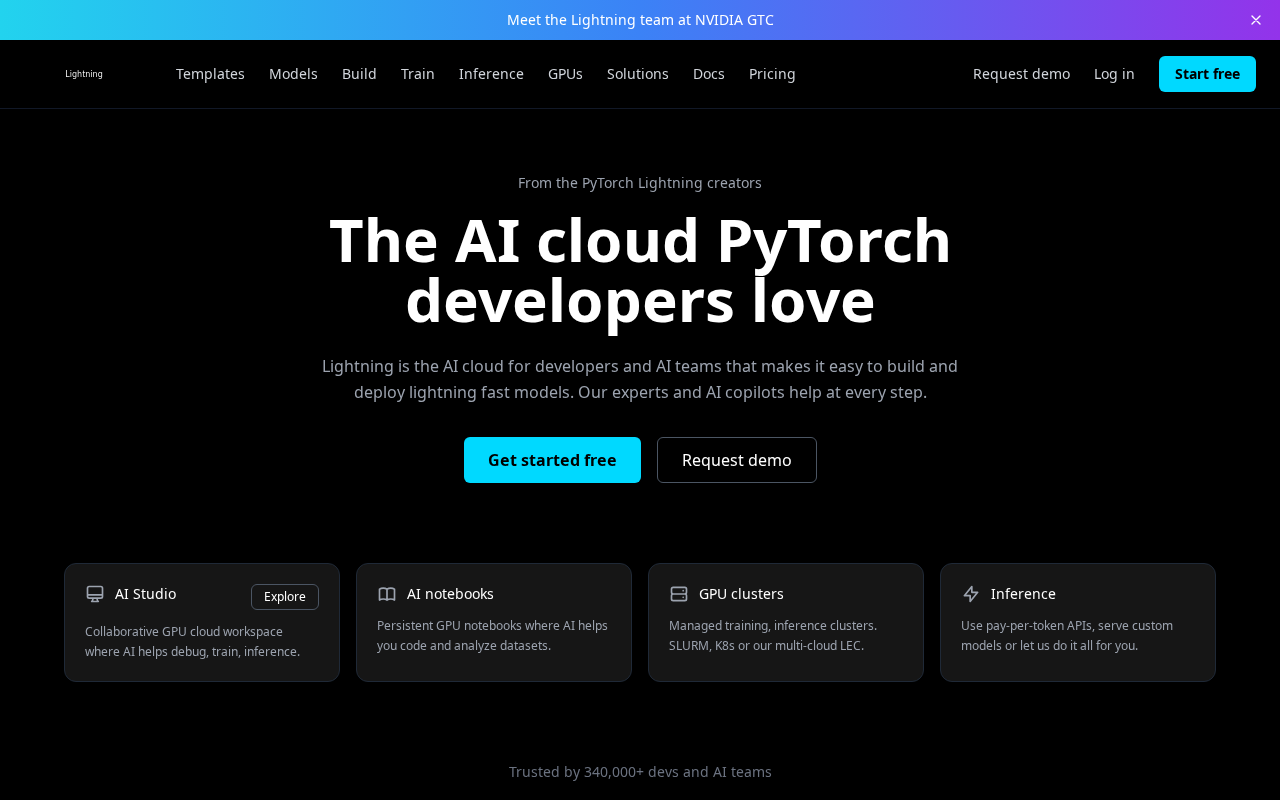 Meet the Lightning team at NVIDIA GTC
Lightning
Templates
Models
Build
Train
Inference
GPUs
Solutions
Docs
Pricing
Request demo
Log in
Start free
From the PyTorch Lightning creators
The AI cloud PyTorch
developers love
Lightning is the AI cloud for developers and AI teams that makes it easy to build and
deploy lightning fast models. Our experts and AI copilots help at every step.
Get started free
Request demo
AI Studio
Explore
Collaborative GPU cloud workspace
where AI helps debug, train, inference.
AI notebooks
Persistent GPU notebooks where AI helps
you code and analyze datasets.
GPU clusters
Managed training, inference clusters.
SLURM, K8s or our multi-cloud LEC.
Inference
Use pay-per-token APIs, serve custom
models or let us do it all for you.
Trusted by 340,000+ devs and AI teams